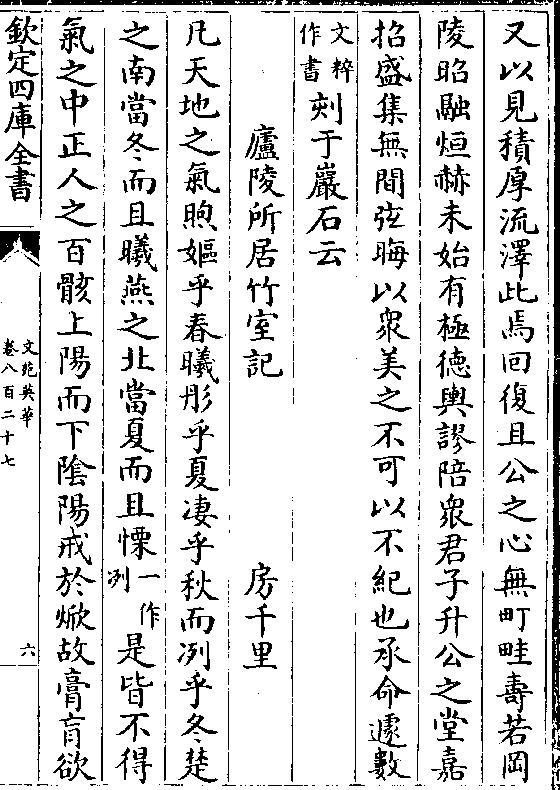 又以見積厚流澤此焉回復且公之心無町畦壽若岡
陵昭融烜赫未始有極德輿謬陪衆君子升公之堂嘉
招盛集無間弦晦以衆美之不可以不紀也承命遽數
文粹作書刻于巖石云
廬陵所居竹室記 房千里
凡天地之氣煦嫗乎春曦彤乎夏凄乎秋而冽乎冬楚
之南當冬而且曦燕之北當夏而且慄一作冽是皆不得
氣之中正人之百骸上陽而下陰陽戒於焮故膏肓欲
欽定四庫全書
文苑英華
卷八百二十七
六